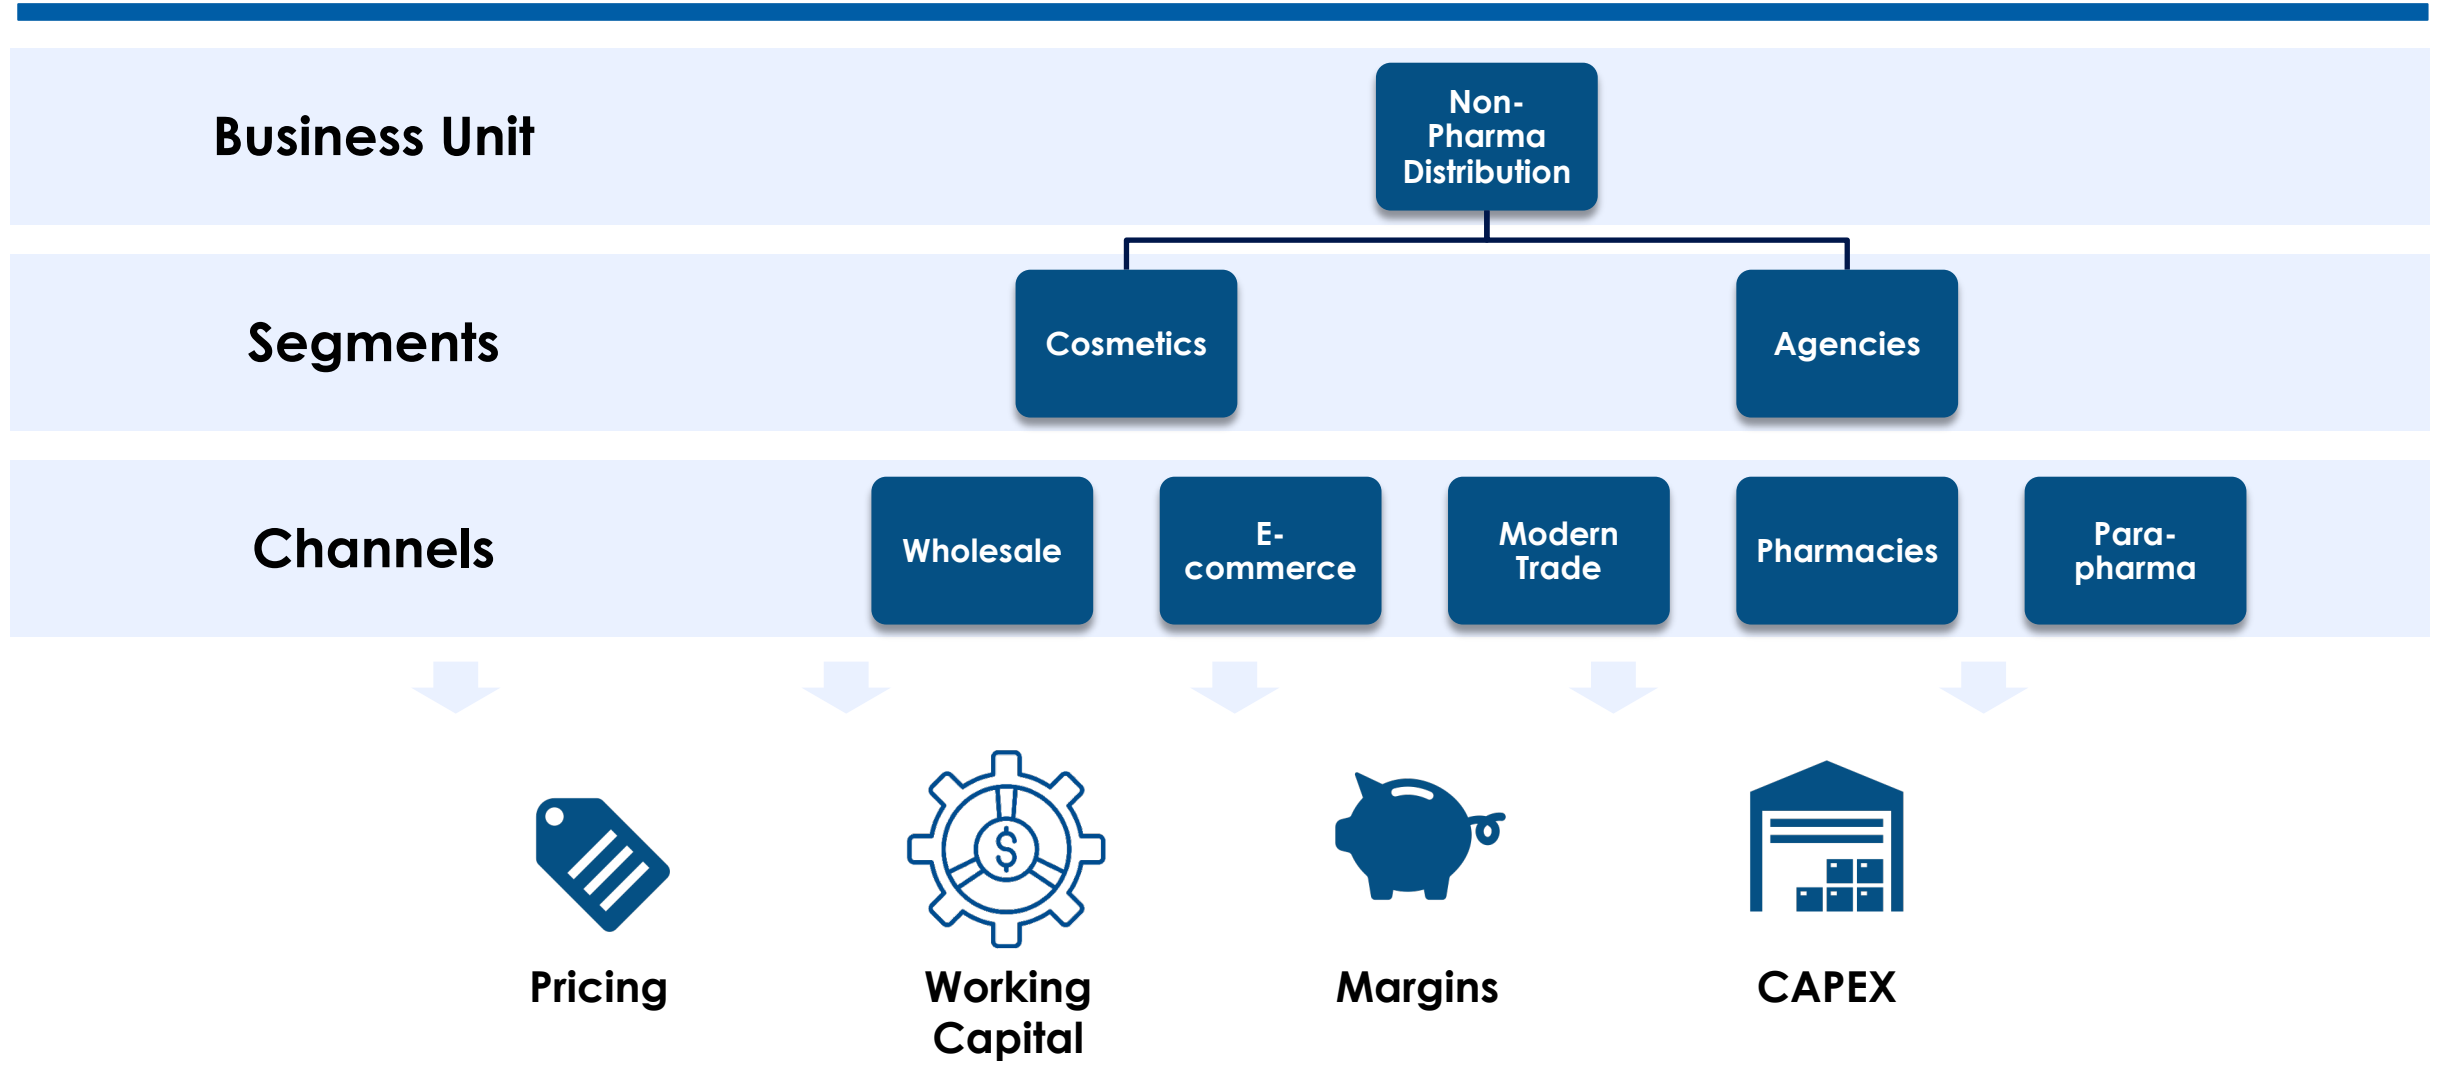 Business Unit
Non-
Pharma
Distribution
Segments
Cosmetics
Agencies
Channels
Wholesale
E-
commerce
Modern
Trade
Pharmacies
Para-
pharma
$
Pricing
Working
Capital
Margins
CAPEX